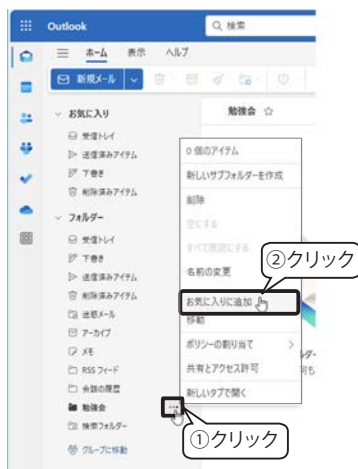 Outlook
検索
ホーム 表示 ヘルプ
新規メール
お気に入り
受信トレイ
送信済みアイテム
下書き
削除済みアイテム
フォルダー
受信トレイ
下書き
送信済みアイテム
削除済みアイテム
迷惑メール
アーカイブ
メモ
RSS フィード
会話の履歴
勉強会
検索フォルダー
グループに移動
勉強会
0 個のアイテム
新しいサブフォルダーを作成
削除
空にする
すべて既読にする
名前の変更
お気に入りに追加
移動
ポリシーの割り当て
共有とアクセス許可
新しいタブで開く
②クリック
①クリック